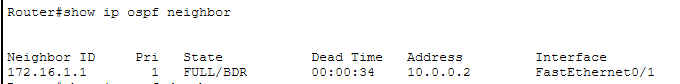 Router#show ip ospf neighbor
Neighbor ID     Pri   State           Dead Time   Address         Interface
172.16.1.1        1   FULL/BDR        00:00:34    10.0.0.2        FastEthernet0/1